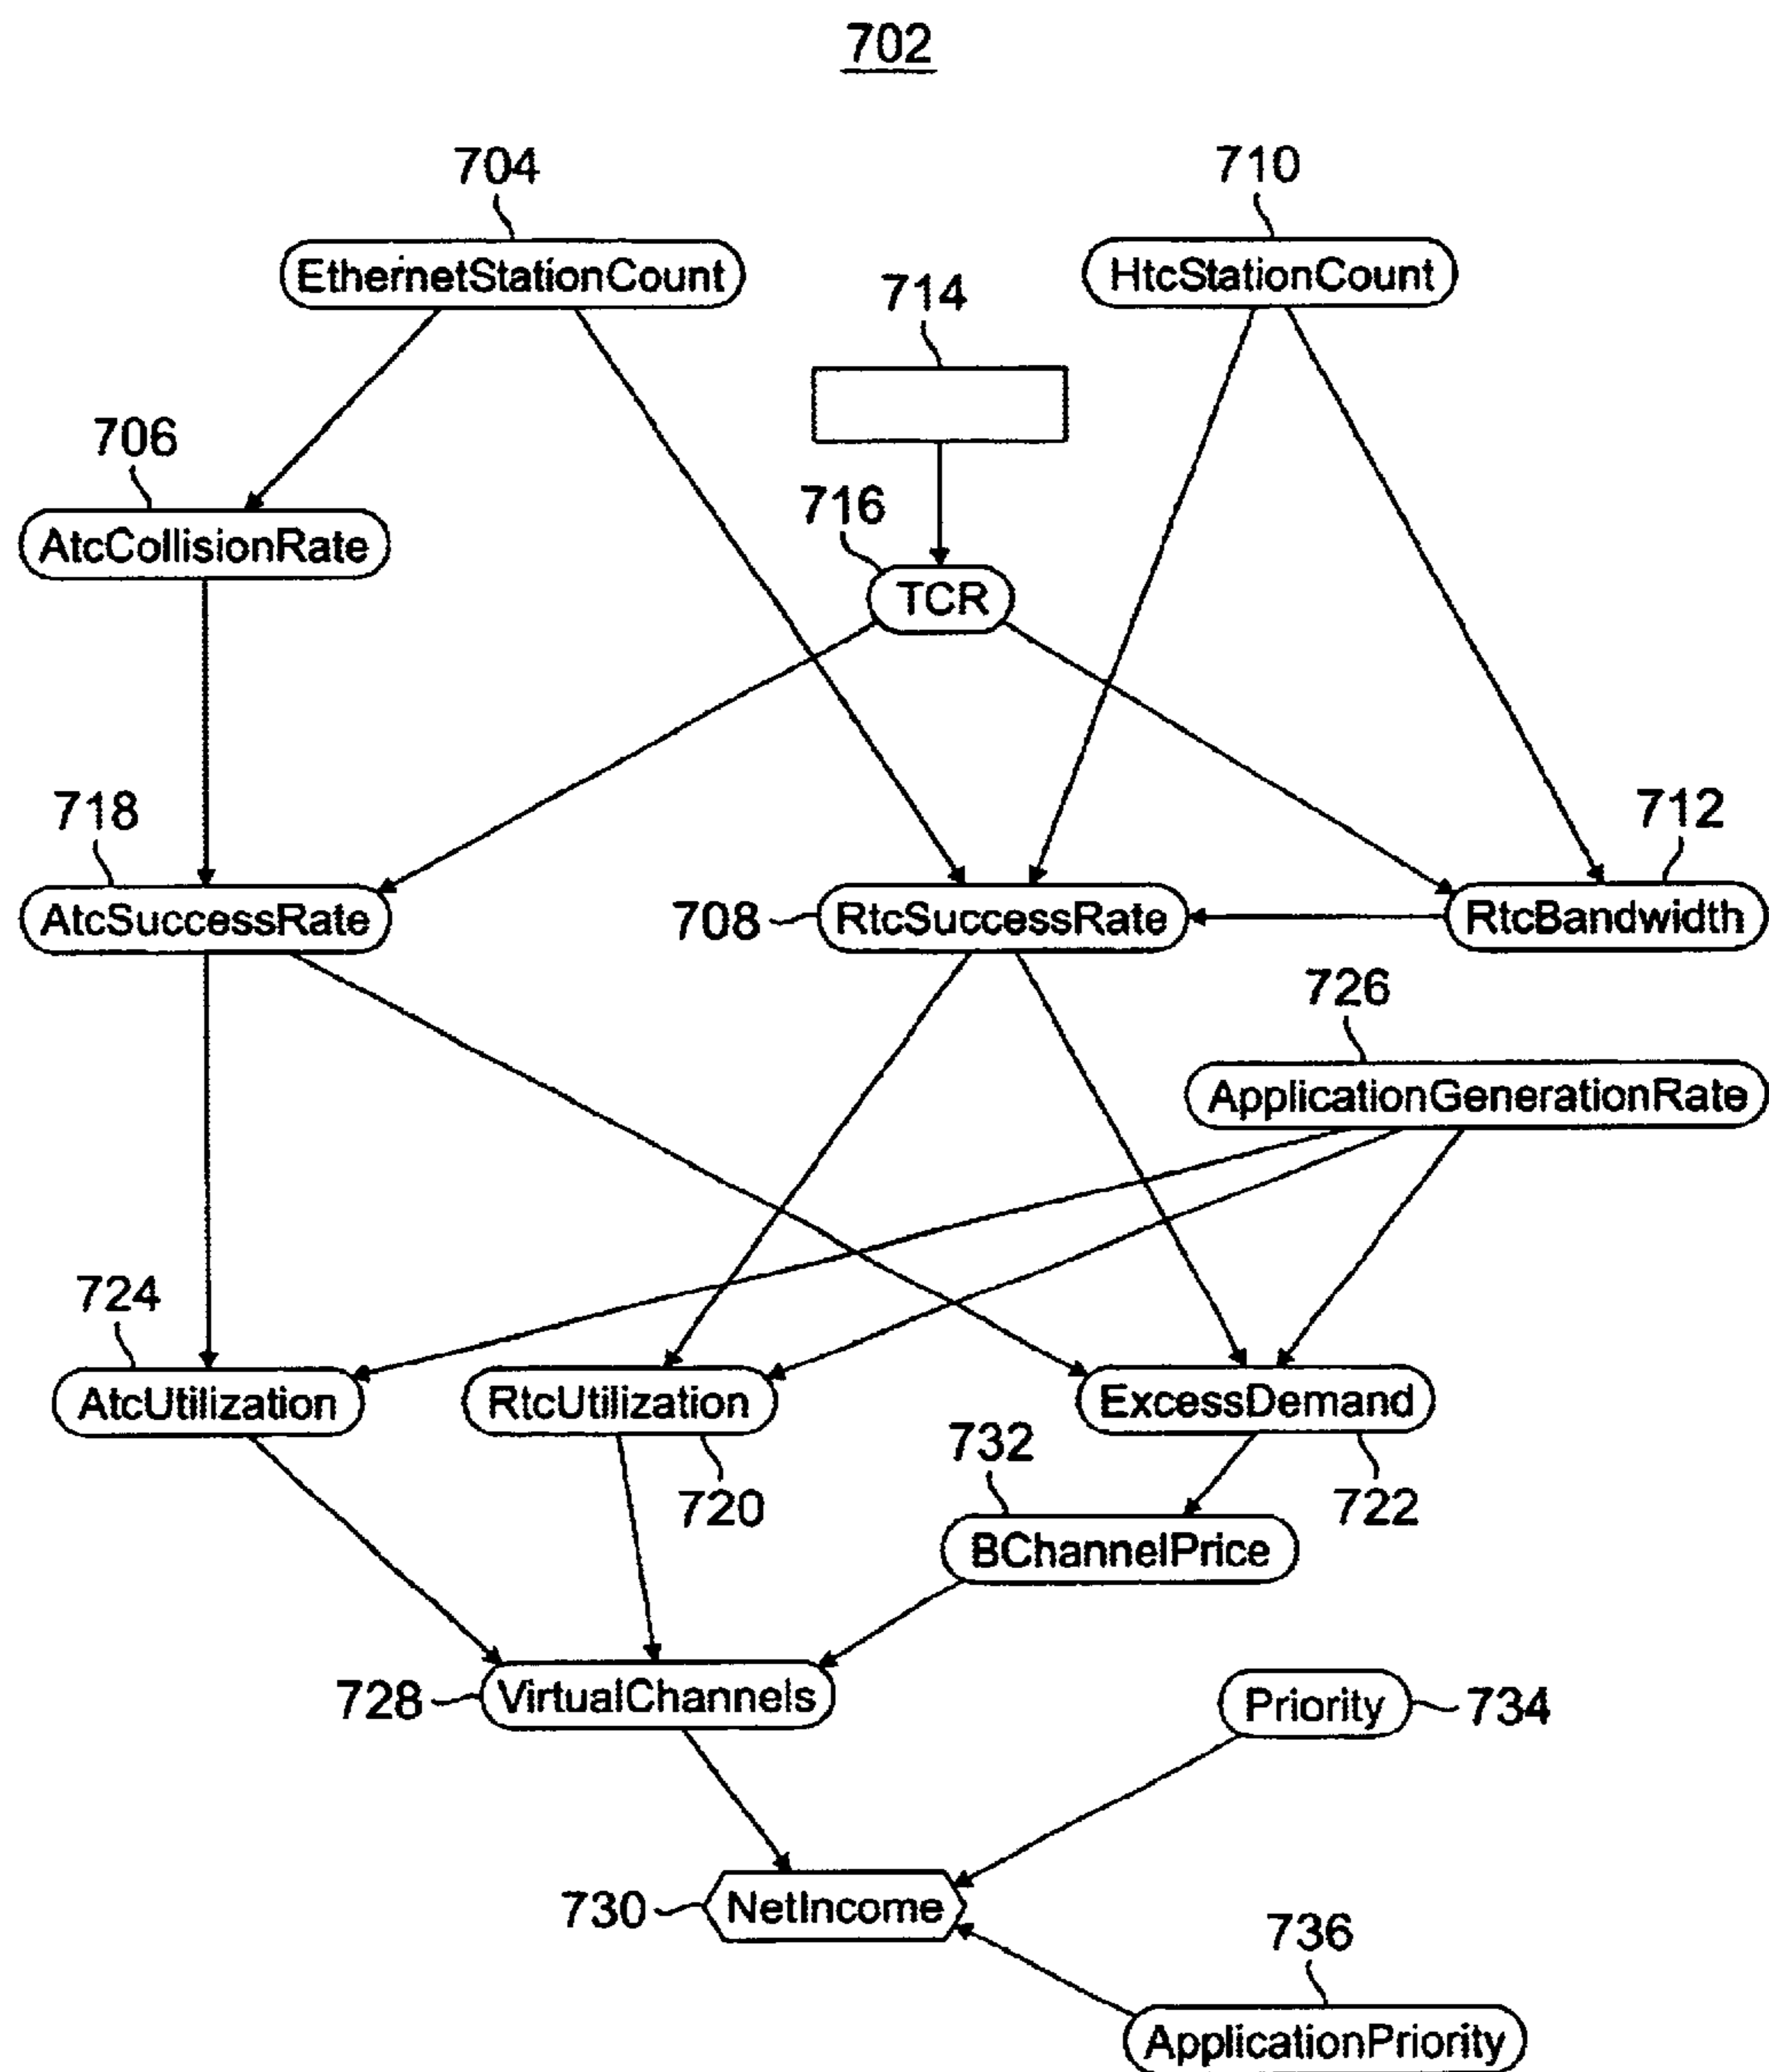 702
704
710
EthernetStationCount
HtcStationCount
714
706
716
AtcCollisionRate
TCR
718
712
AtcSuccessRate
708
RtcSuccessRate
RtcBandwidth
726
ApplicationGenerationRate
724
AtcUtilization
RtcUtilization
ExcessDemand
732
720
722
BChannelPrice
728
VirtualChannels
Priority
734
730
NetIncome
736
ApplicationPriority